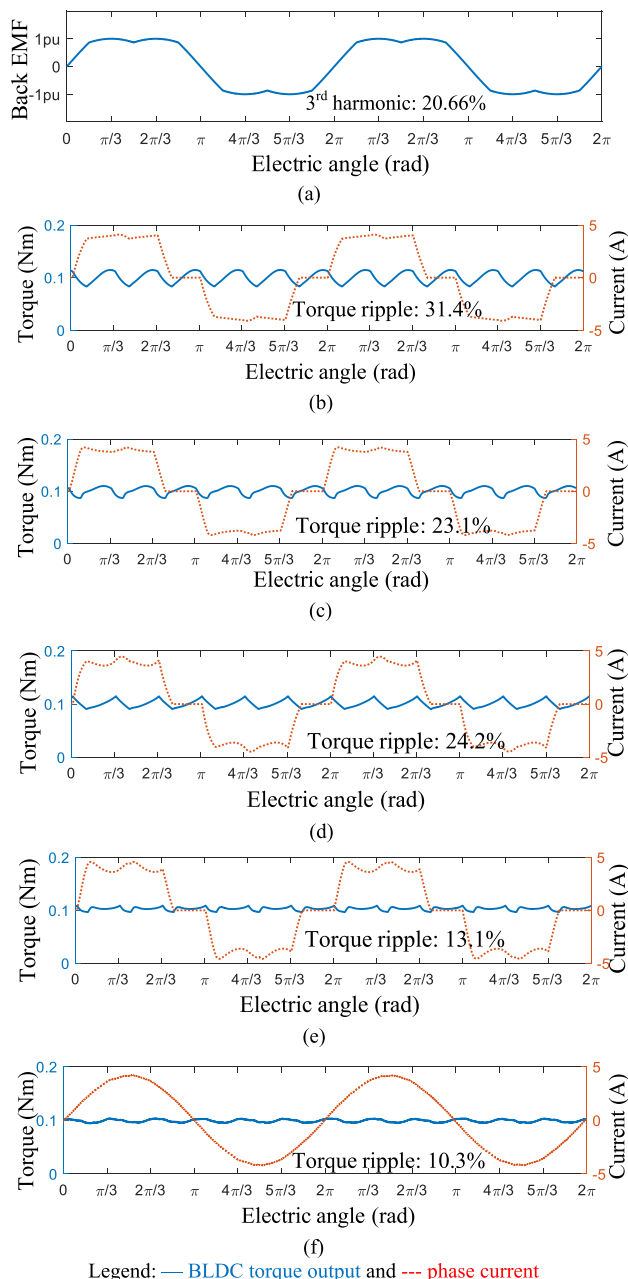 Back EMF
1pu
0
-1pu
3rd harmonic: 20.66%
0 π/3 2π/3 π 4π/3 5π/3 2π π/3 2π/3 π 4π/3 5π/3 2π
Electric angle (rad)
(a)
Torque (Nm)
0.2
0.1
0
5
0
-5
Current (A)
Torque ripple: 31.4%
0 π/3 2π/3 π 4π/3 5π/3 2π π/3 2π/3 π 4π/3 5π/3 2π
Electric angle (rad)
(b)
Torque (Nm)
0.2
0.1
0
5
0
-5
Current (A)
Torque ripple: 23.1%
0 π/3 2π/3 π 4π/3 5π/3 2π π/3 2π/3 π 4π/3 5π/3 2π
Electric angle (rad)
(c)
Torque (Nm)
0.2
0.1
0
5
0
-5
Current (A)
Torque ripple: 24.2%
0 π/3 2π/3 π 4π/3 5π/3 2π π/3 2π/3 π 4π/3 5π/3 2π
Electric angle (rad)
(d)
Torque (Nm)
0.2
0.1
0
5
0
-5
Current (A)
Torque ripple: 13.1%
0 π/3 2π/3 π 4π/3 5π/3 2π π/3 2π/3 π 4π/3 5π/3 2π
Electric angle (rad)
(e)
Torque (Nm)
0.2
0.1
0
5
0
-5
Current (A)
Torque ripple: 10.3%
0 π/3 2π/3 π 4π/3 5π/3 2π π/3 2π/3 π 4π/3 5π/3 2π
Electric angle (rad)
(f)
Legend: — BLDC torque output and --- phase current